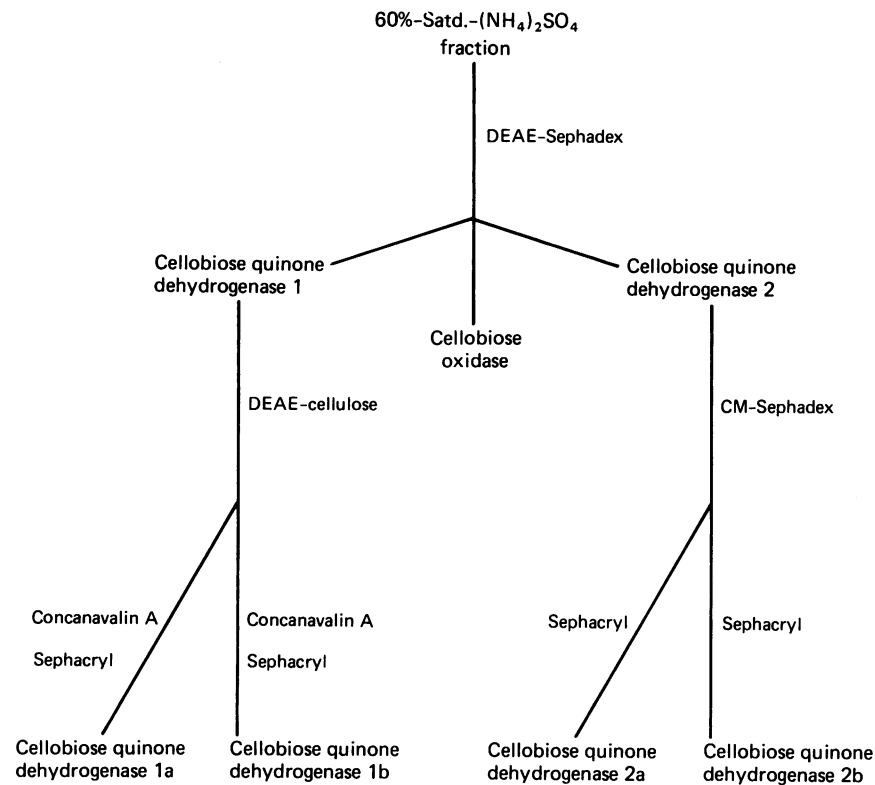 60%-Satd.-(NH₄)₂SO₄
fraction
DEAE-Sephadex
Cellobiose quinone
dehydrogenase 1
Cellobiose quinone
dehydrogenase 2
Cellobiose
oxidase
DEAE-cellulose
CM-Sephadex
Concanavalin A
Sephacryl
Concanavalin A
Sephacryl
Sephacryl
Sephacryl
Cellobiose quinone
dehydrogenase 1a
Cellobiose quinone
dehydrogenase 1b
Cellobiose quinone
dehydrogenase 2a
Cellobiose quinone
dehydrogenase 2b